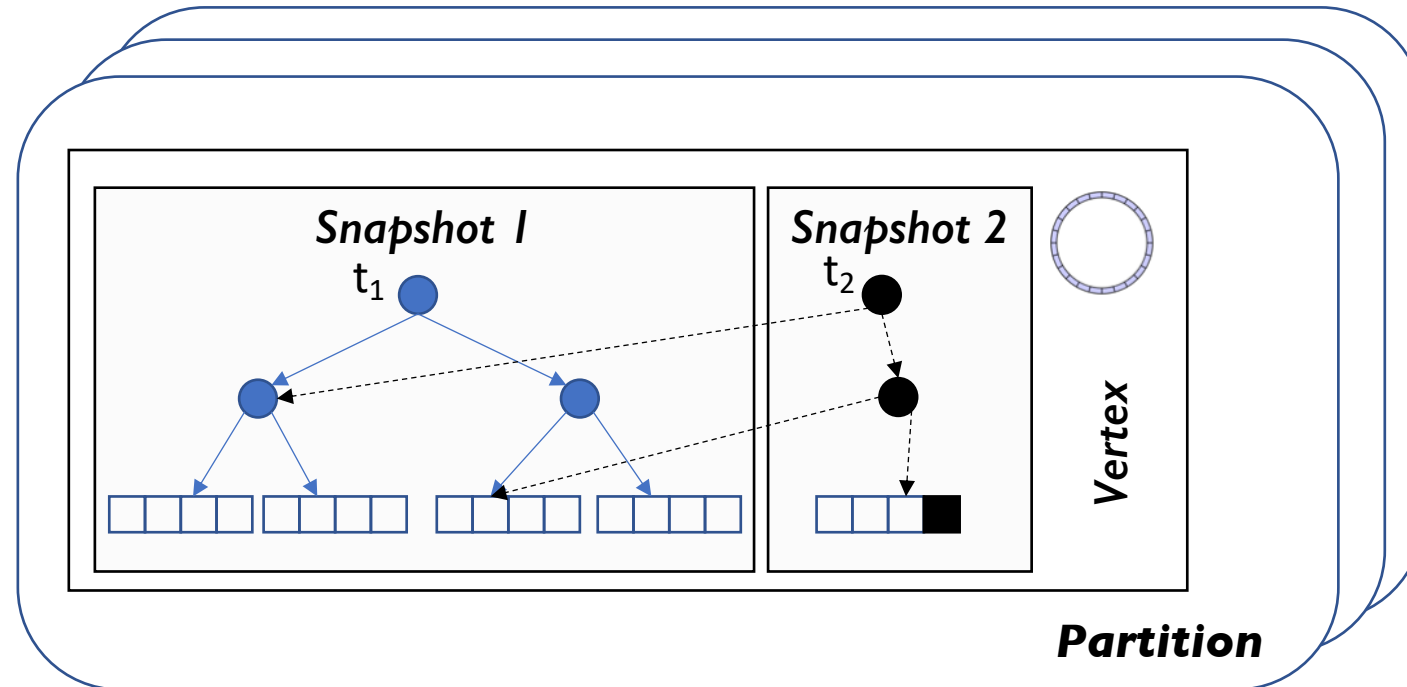 Snapshot 1
Snapshot 2
t₁
t₂
Vertex
Partition